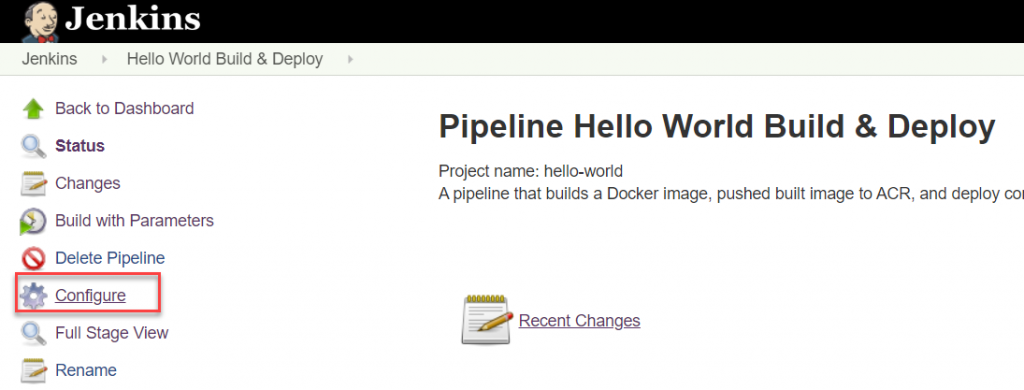 Jenkins
Jenkins Hello World Build & Deploy
Back to Dashboard
Status
Changes
Build with Parameters
Delete Pipeline
Configure
Full Stage View
Rename
Pipeline Hello World Build & Deploy
Project name: hello-world
A pipeline that builds a Docker image, pushed built image to ACR, and deploy
Recent Changes